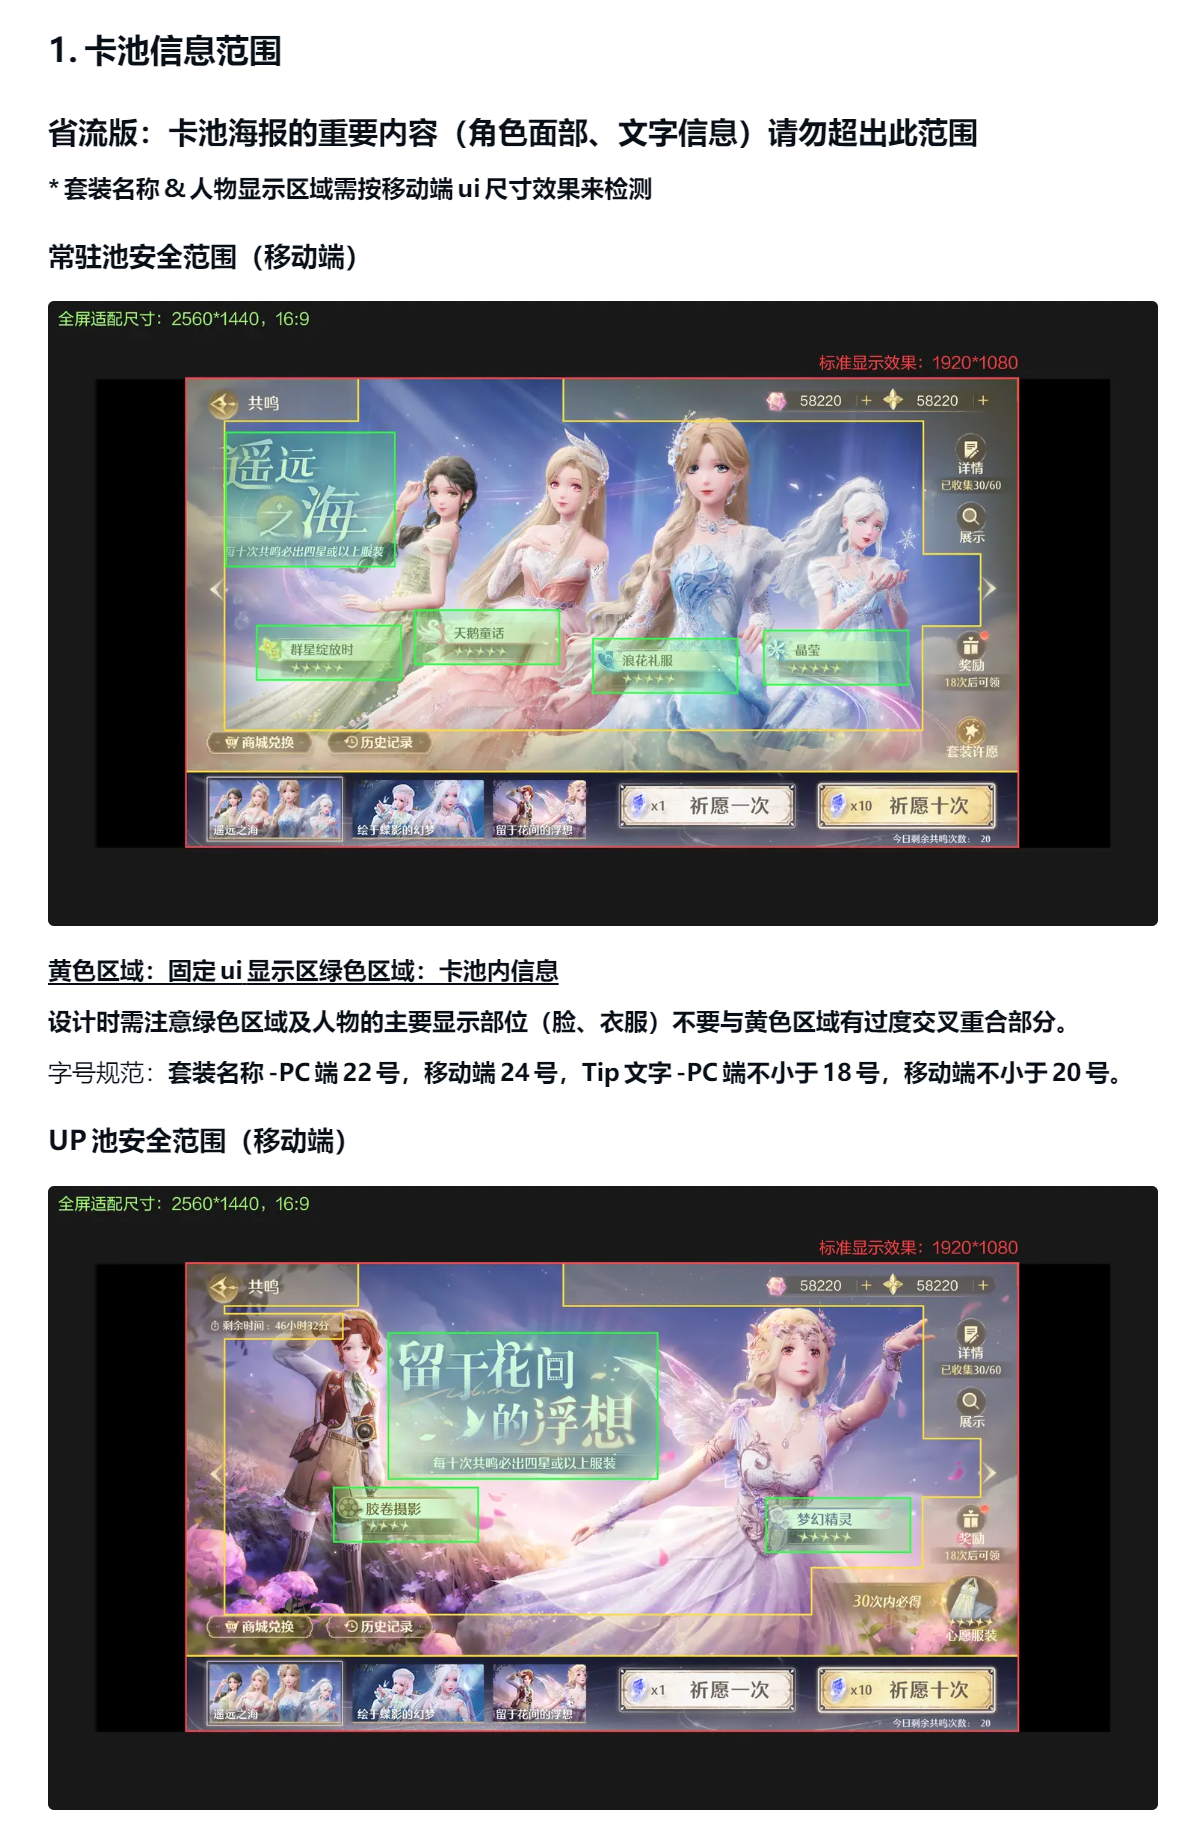 1. 卡池信息范围
省流版：卡池海报的重要内容（角色面部、文字信息）请勿超出此范围
* 套装名称 & 人物显示区域需按移动端 ui 尺寸效果来检测
常驻池安全范围（移动端）
全屏适配尺寸：2560*1440，16:9
标准显示效果：1920*1080
共鸣
58220 + 58220 +
遥远
之海
每十次共鸣必出四星或以上服装
详情
已收集30/60
展示
群星绽放时
天鹅童话
浪花礼服
晶莹
奖励
18次后可领
商城兑换
历史记录
套装许愿
遥远之海
绘于蝶影的幻梦
留于花间的浮想
x1 祈愿一次
x10 祈愿十次
今日剩余共鸣次数： 20
黄色区域：固定 ui 显示区绿色区域：卡池内信息
设计时需注意绿色区域及人物的主要显示部位（脸、衣服）不要与黄色区域有过度交叉重合部分。
字号规范：套装名称 -PC 端 22 号，移动端 24 号，Tip 文字 -PC 端不小于 18 号，移动端不小于 20 号。
UP 池安全范围（移动端）
全屏适配尺寸：2560*1440，16:9
标准显示效果：1920*1080
共鸣
58220 + 58220 +
剩余时间：46小时32分
留于花间
的浮想
每十次共鸣必出四星或以上服装
详情
已收集30/60
展示
胶卷摄影
梦幻精灵
奖励
18次后可领
30次内必得
心愿服装
商城兑换
历史记录
遥远之海
绘于蝶影的幻梦
留于花间的浮想
x1 祈愿一次
x10 祈愿十次
今日剩余共鸣次数： 20